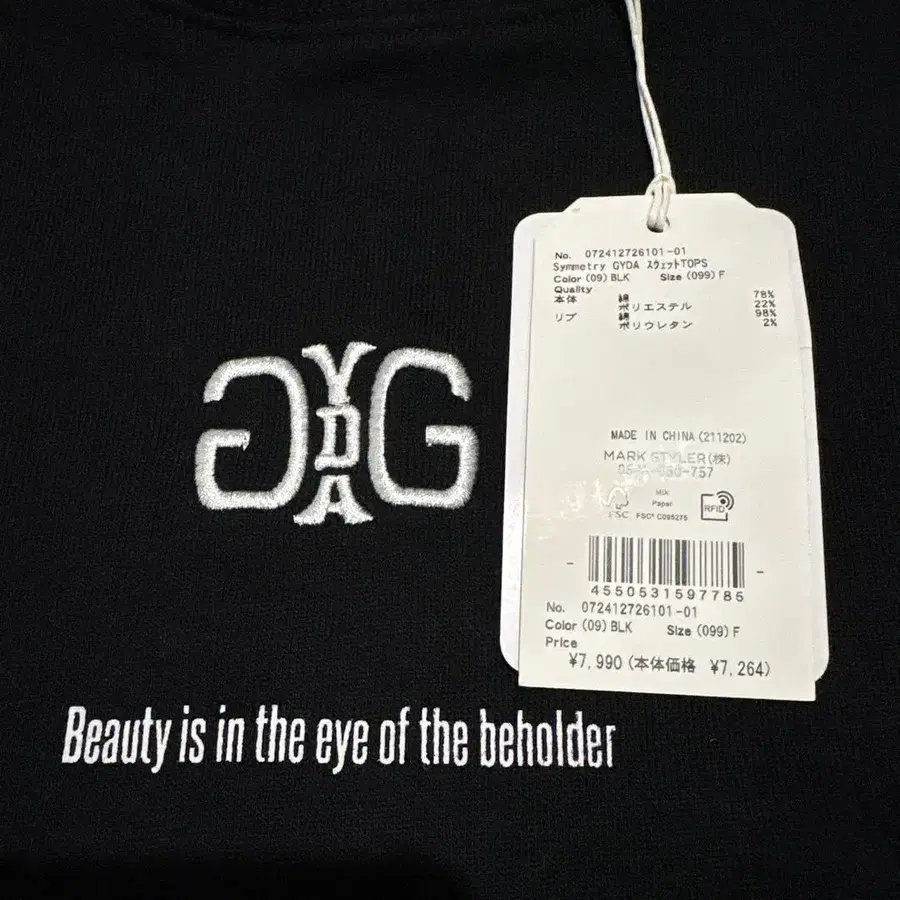 GYDAG
Beauty is in the eye of the beholder
No. 072412726101-01
Symmetry GYDA スウェットTOPS
Color (09) BLK Size (099) F
Quality
本体 綿 78%
ポリエステル 22%
リブ 綿 98%
ポリウレタン 2%
MADE IN CHINA (211202)
MARK STYLER(株)
FSC
MIX
Paper
FSC® C095275
RFID
4550531597785
No. 072412726101-01
Color (09) BLK Size (099) F
Price
¥7,990 (本体価格 ¥7,264)